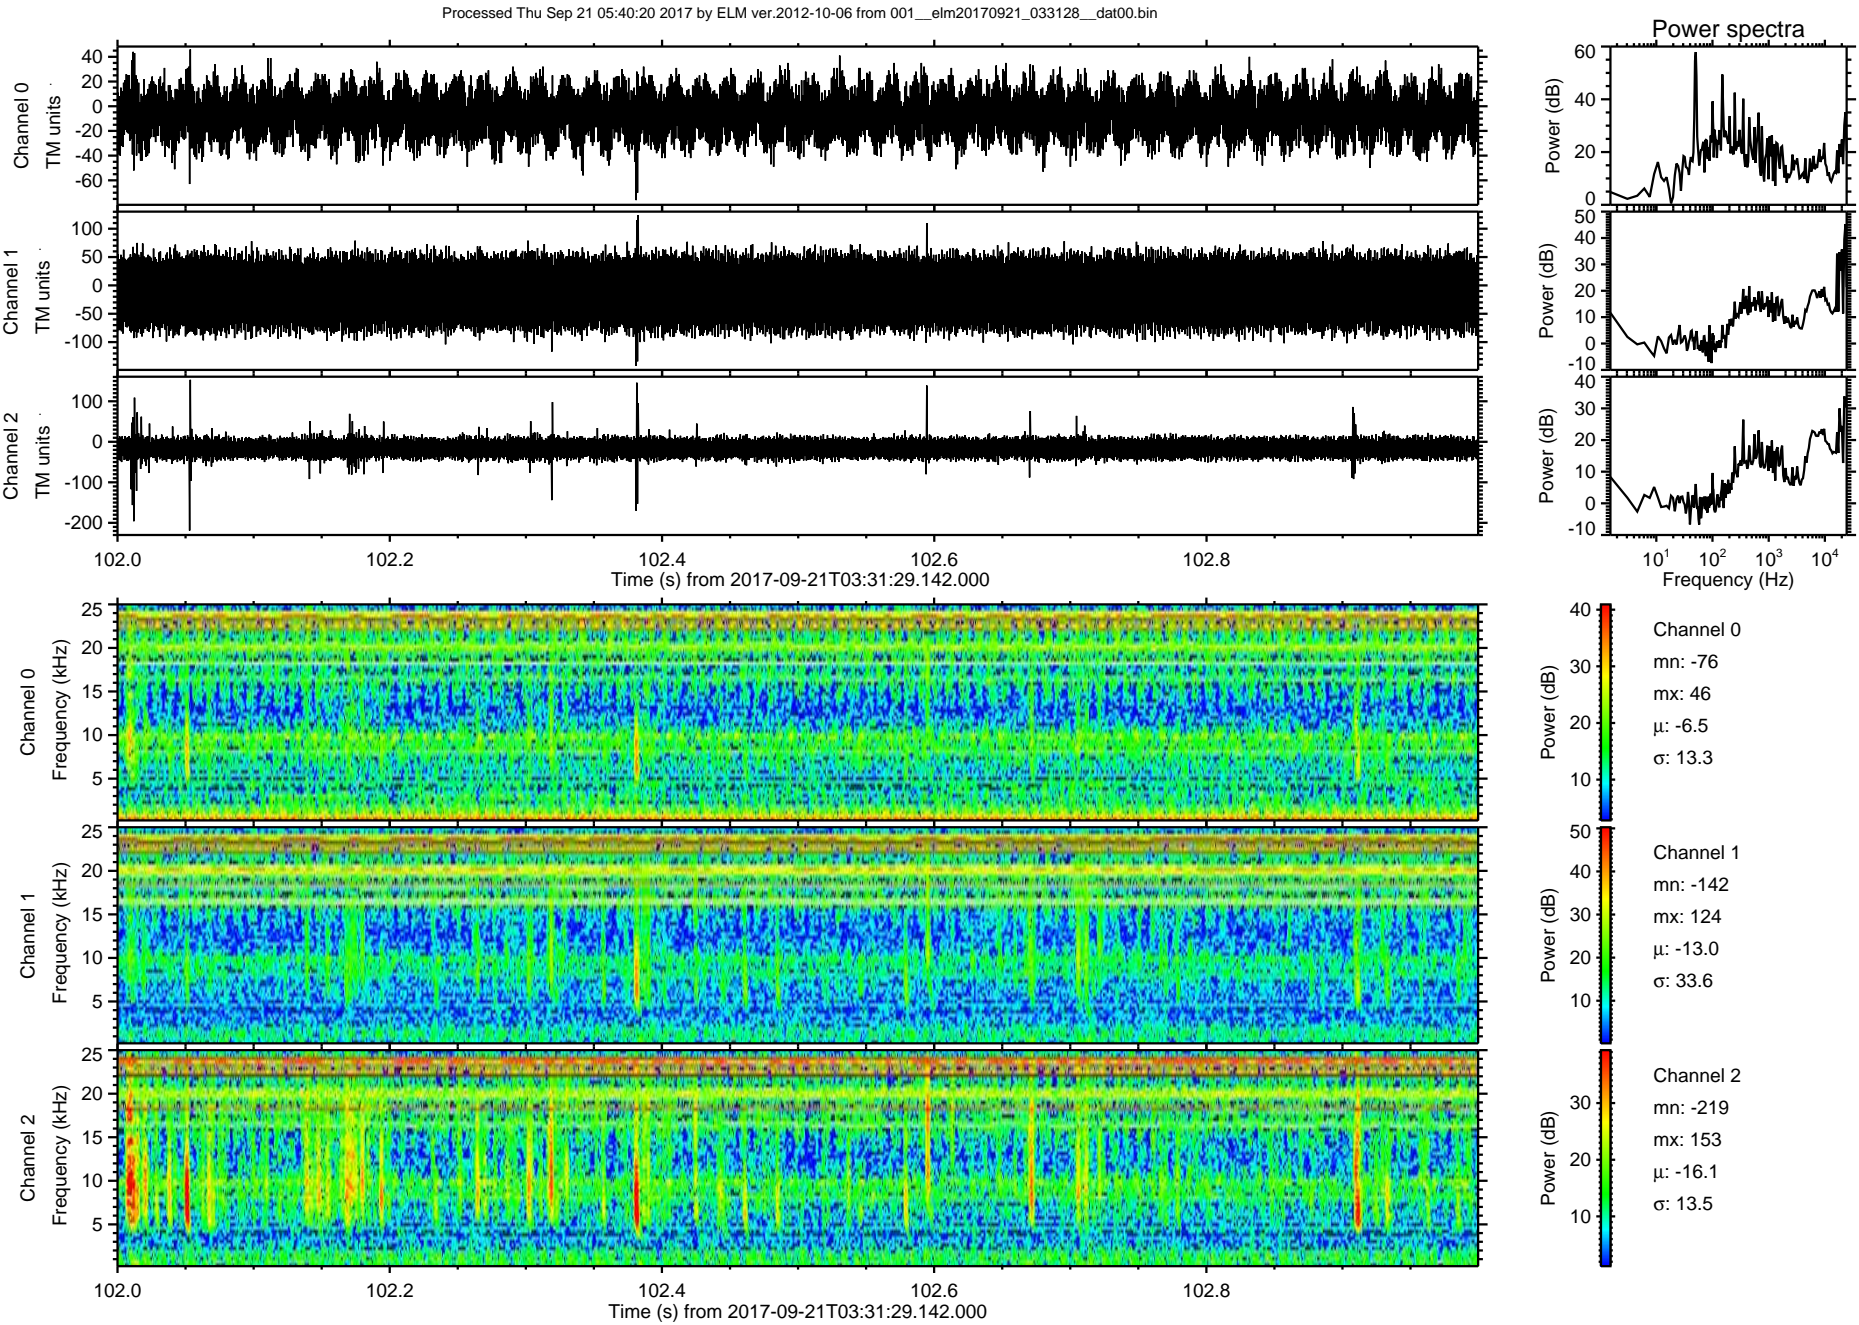 Processed Thu Sep 21 05:40:20 2017 by ELM ver.2012-10-06 from 001__elm20170921_033128__dat00.bin
Power spectra
Channel 0
TM units
40
20
0
-20
-40
-60
Channel 1
TM units
100
50
0
-50
-100
Channel 2
TM units
100
0
-100
-200
102.0 102.2 102.4 102.6 102.8
Time (s) from 2017-09-21T03:31:29.142.000
Power (dB)
60
40
20
0
Power (dB)
50
40
30
20
10
0
-10
Power (dB)
40
30
20
10
0
-10
10^1 10^2 10^3 10^4
Frequency (Hz)
Channel 0
Frequency (kHz)
25
20
15
10
5
Power (dB)
40
30
20
10
Channel 0
mn: -76
mx: 46
µ: -6.5
σ: 13.3
Channel 1
Frequency (kHz)
25
20
15
10
5
Power (dB)
50
40
30
20
10
Channel 1
mn: -142
mx: 124
µ: -13.0
σ: 33.6
Channel 2
Frequency (kHz)
25
20
15
10
5
Power (dB)
30
20
10
Channel 2
mn: -219
mx: 153
µ: -16.1
σ: 13.5
102.0 102.2 102.4 102.6 102.8
Time (s) from 2017-09-21T03:31:29.142.000